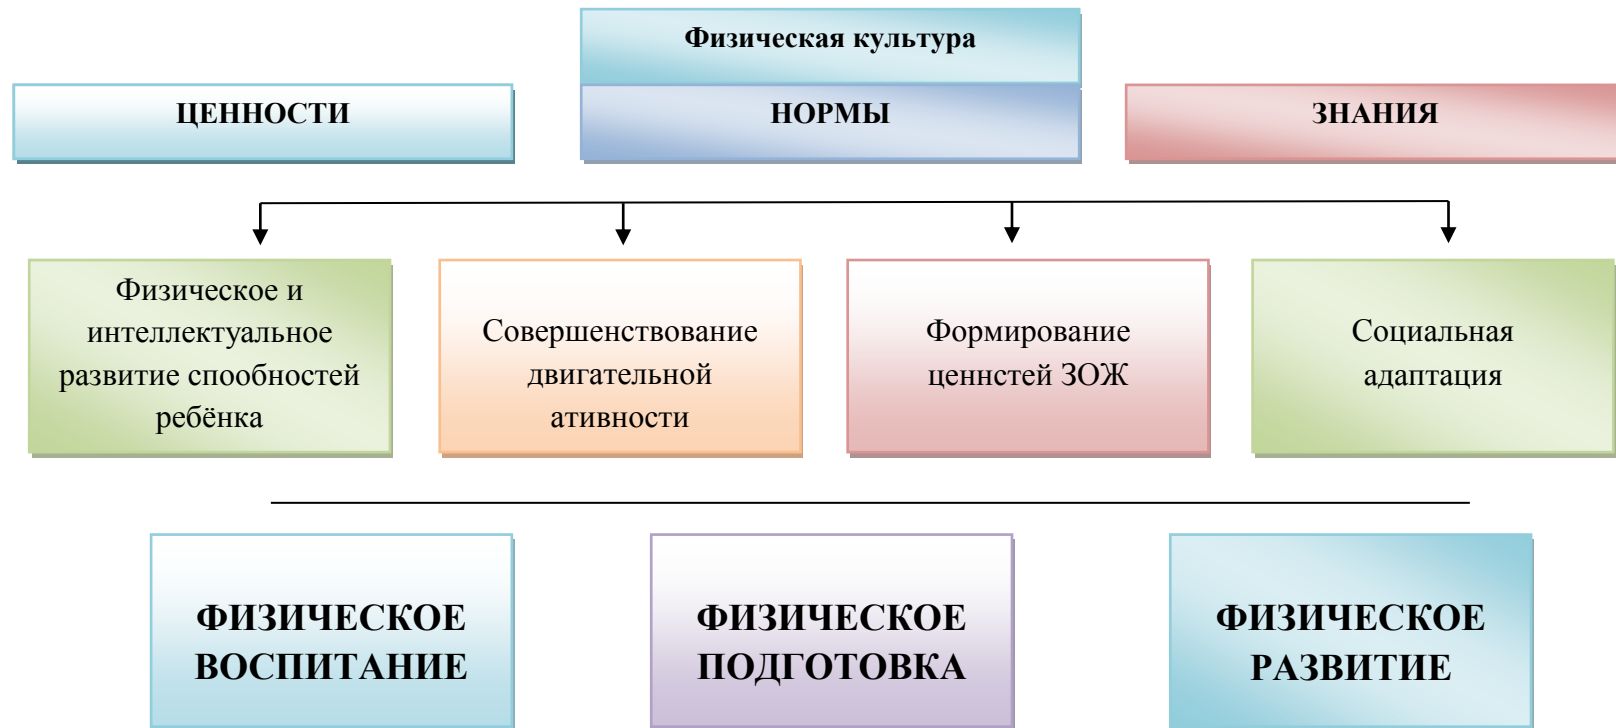 Физическая культура
ЦЕННОСТИ
НОРМЫ
ЗНАНИЯ
Физическое и
интеллектуальное
развитие спообностей
ребёнка
Совершенствование
двигательной
ативности
Формирование
ценнстей ЗОЖ
Социальная
адаптация
ФИЗИЧЕСКОЕ
ВОСПИТАНИЕ
ФИЗИЧЕСКОЕ
ПОДГОТОВКА
ФИЗИЧЕСКОЕ
РАЗВИТИЕ